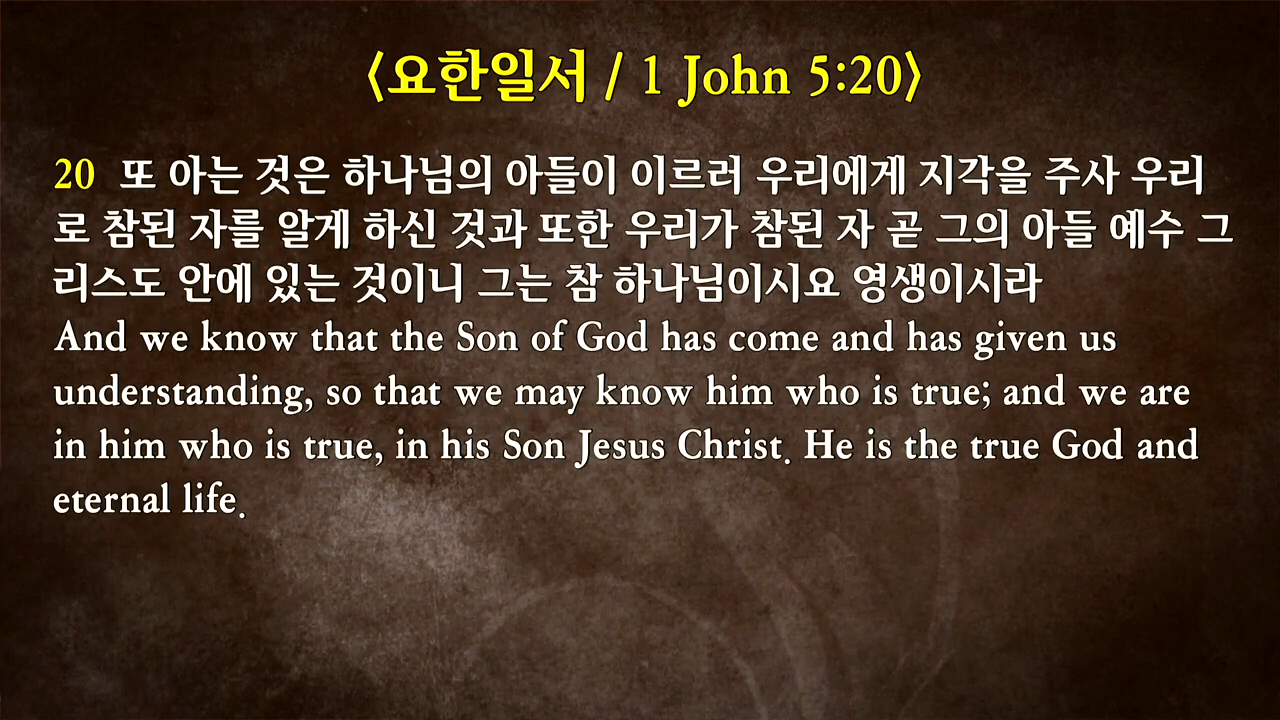 〈요한일서 / 1 John 5:20〉
20 또 아는 것은 하나님의 아들이 이르러 우리에게 지각을 주사 우리
로 참된 자를 알게 하신 것과 또한 우리가 참된 자 곧 그의 아들 예수 그
리스도 안에 있는 것이니 그는 참 하나님이시요 영생이시라
And we know that the Son of God has come and has given us
understanding, so that we may know him who is true; and we are
in him who is true, in his Son Jesus Christ. He is the true God and
eternal life.